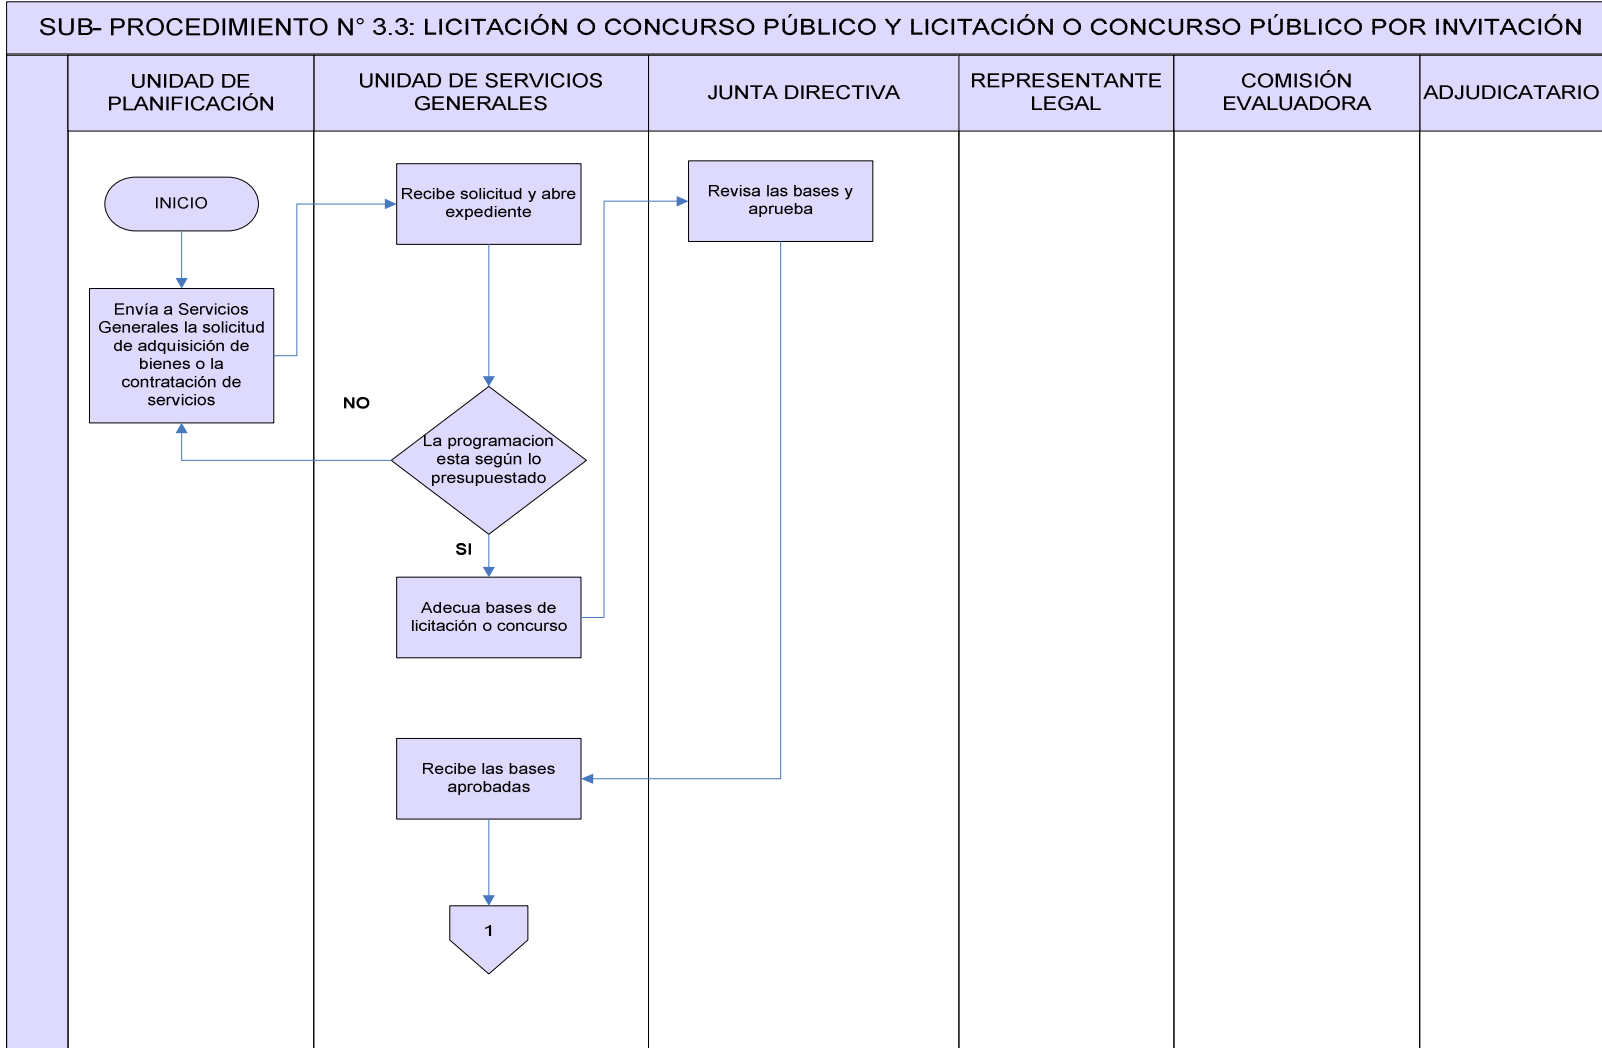 SUB- PROCEDIMIENTO N° 3.3: LICITACIÓN O CONCURSO PÚBLICO Y LICITACIÓN O CONCURSO PÚBLICO POR INVITACIÓN
UNIDAD DE
PLANIFICACIÓN
UNIDAD DE SERVICIOS
GENERALES
JUNTA DIRECTIVA
REPRESENTANTE
LEGAL
COMISIÓN
EVALUADORA
ADJUDICATARIO
INICIO
Recibe solicitud y abre
expediente
Revisa las bases y
aprueba
Envía a Servicios
Generales la solicitud
de adquisición de
bienes o la
contratación de
servicios
NO
La programacion
esta según lo
presupuestado
SI
Adecua bases de
licitación o concurso
Recibe las bases
aprobadas
1